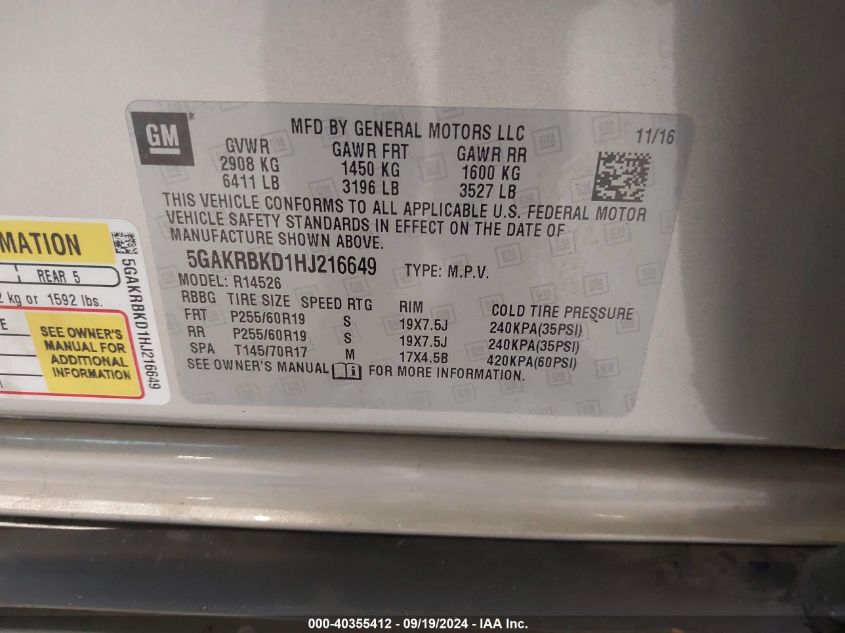 GM
MFD BY GENERAL MOTORS LLC
11/16
GVWR GAWR FRT GAWR RR
2908 KG 1450 KG 1600 KG
6411 LB 3196 LB 3527 LB
THIS VEHICLE CONFORMS TO ALL APPLICABLE U.S. FEDERAL MOTOR
VEHICLE SAFETY STANDARDS IN EFFECT ON THE DATE OF
MANUFACTURE SHOWN ABOVE.
5GAKRBKD1HJ216649 TYPE: M.P.V.
MODEL: R14526
RBBG TIRE SIZE SPEED RTG RIM COLD TIRE PRESSURE
FRT P255/60R19 S 19X7.5J 240KPA(35PSI)
RR P255/60R19 S 19X7.5J 240KPA(35PSI)
SPA T145/70R17 M 17X4.5B 420KPA(60PSI)
SEE OWNER'S MANUAL i FOR MORE INFORMATION.
MATION
REAR 5
kg or 1592 lbs.
SEE OWNER'S
MANUAL FOR
ADDITIONAL
INFORMATION
5GAKRBKD1HJ216649
000-40355412 - 09/19/2024 - IAA Inc.